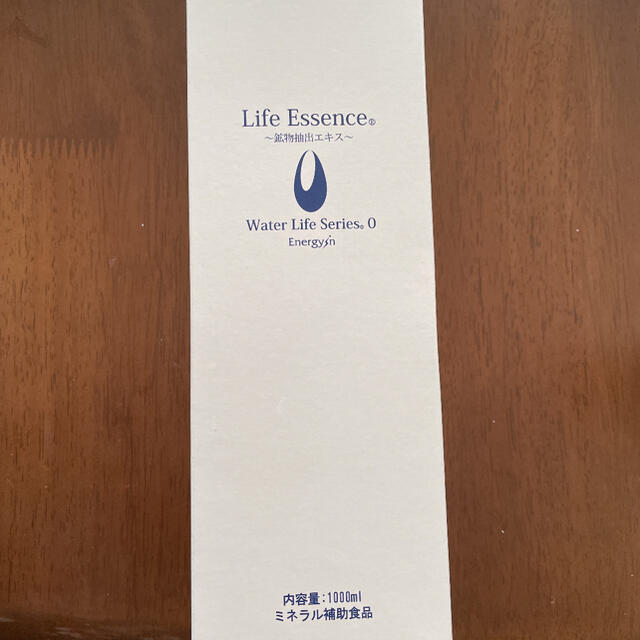 Life Essence®
～鉱物抽出エキス～
Water Life Series® 0
Energysn
内容量:1000ml
ミネラル補助食品